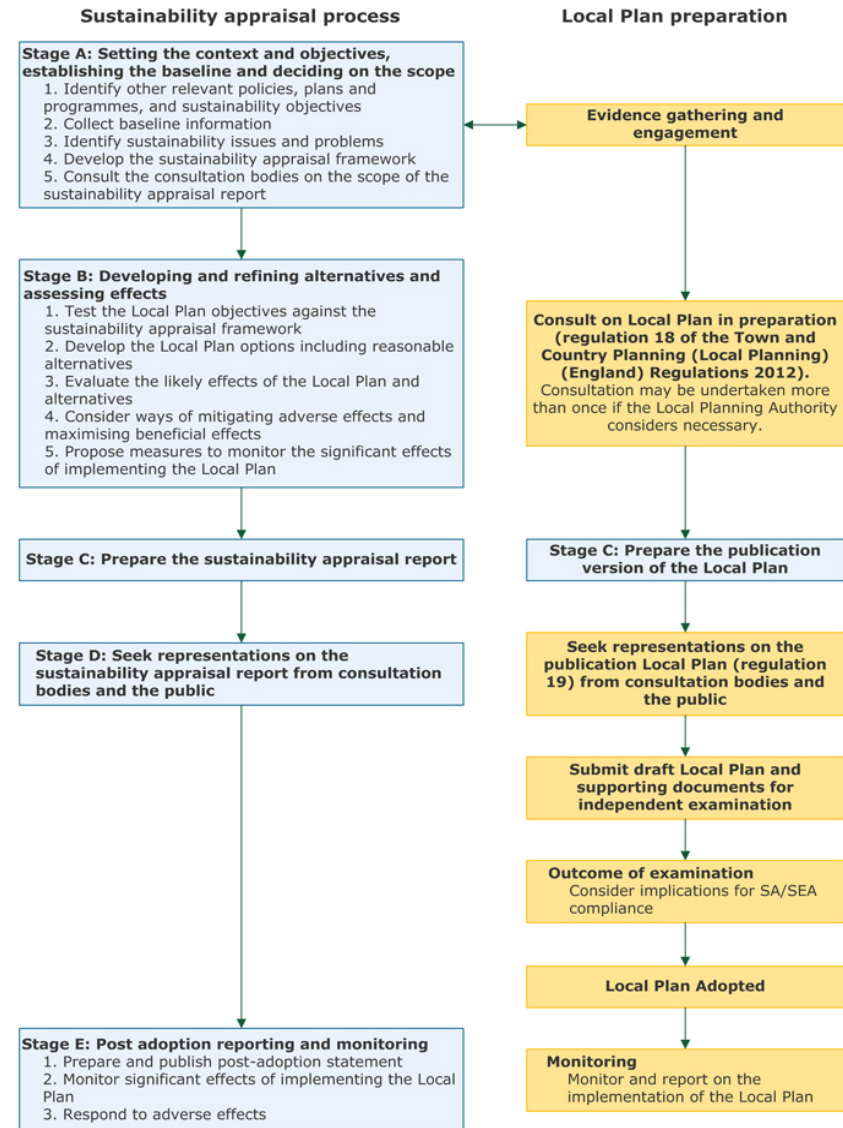 Sustainability appraisal process
Stage A: Setting the context and objectives,
establishing the baseline and deciding on the scope
1. Identify other relevant policies, plans and
programmes, and sustainability objectives
2. Collect baseline information
3. Identify sustainability issues and problems
4. Develop the sustainability appraisal framework
5. Consult the consultation bodies on the scope of the
sustainability appraisal report
Stage B: Developing and refining alternatives and
assessing effects
1. Test the Local Plan objectives against the
sustainability appraisal framework
2. Develop the Local Plan options including reasonable
alternatives
3. Evaluate the likely effects of the Local Plan and
alternatives
4. Consider ways of mitigating adverse effects and
maximising beneficial effects
5. Propose measures to monitor the significant effects
of implementing the Local Plan
Stage C: Prepare the sustainability appraisal report
Stage D: Seek representations on the
sustainability appraisal report from consultation
bodies and the public
Stage E: Post adoption reporting and monitoring
1. Prepare and publish post-adoption statement
2. Monitor significant effects of implementing the Local
Plan
3. Respond to adverse effects
Local Plan preparation
Evidence gathering and
engagement
Consult on Local Plan in preparation
(regulation 18 of the Town and
Country Planning (Local Planning)
(England) Regulations 2012).
Consultation may be undertaken more
than once if the Local Planning Authority
considers necessary.
Stage C: Prepare the publication
version of the Local Plan
Seek representations on the
publication Local Plan (regulation
19) from consultation bodies and
the public
Submit draft Local Plan and
supporting documents for
independent examination
Outcome of examination
Consider implications for SA/SEA
compliance
Local Plan Adopted
Monitoring
Monitor and report on the
implementation of the Local Plan